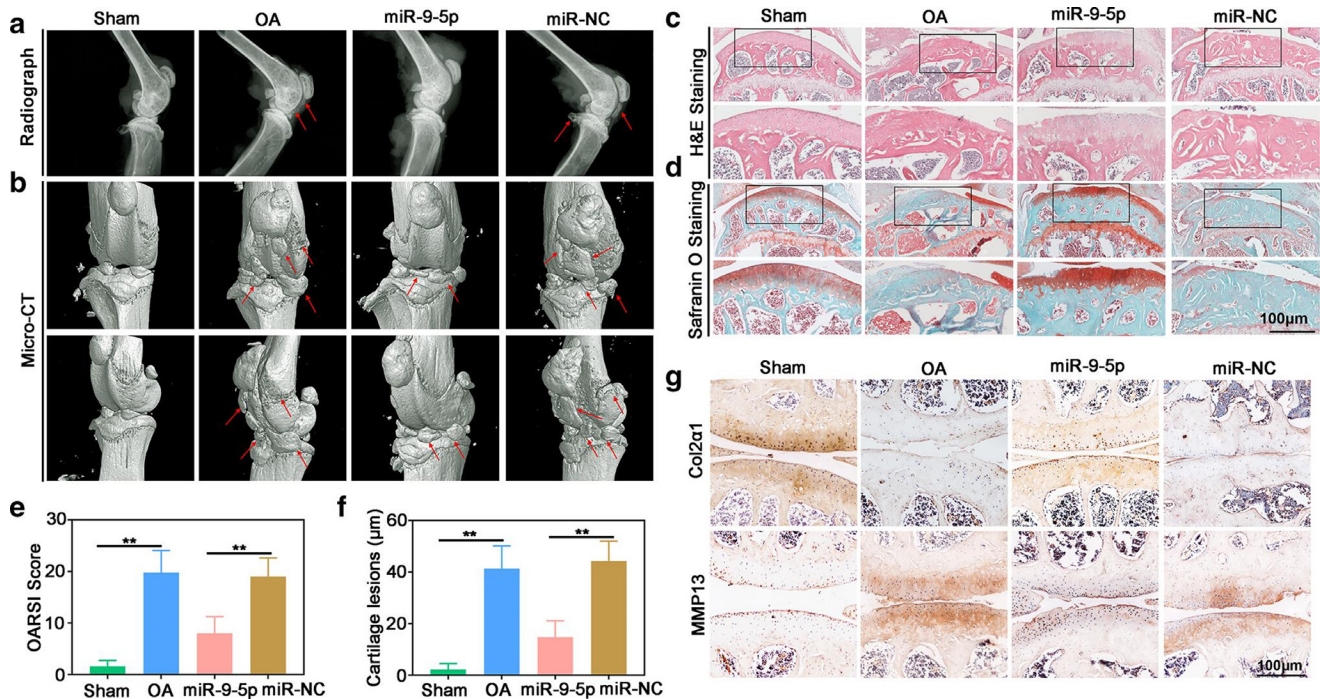 Sham OA miR-9-5p miR-NC
a
Radiograph
b
Micro-CT
c
Sham OA miR-9-5p miR-NC
H&E Staining
d
Safranin O Staining
100μm
e
OARSI Score
30
20
10
0
**
**
Sham OA miR-9-5p miR-NC
f
Cartilage lesions (μm)
60
40
20
0
**
**
Sham OA miR-9-5p miR-NC
g
Sham OA miR-9-5p miR-NC
Col2α1
MMP13
100μm